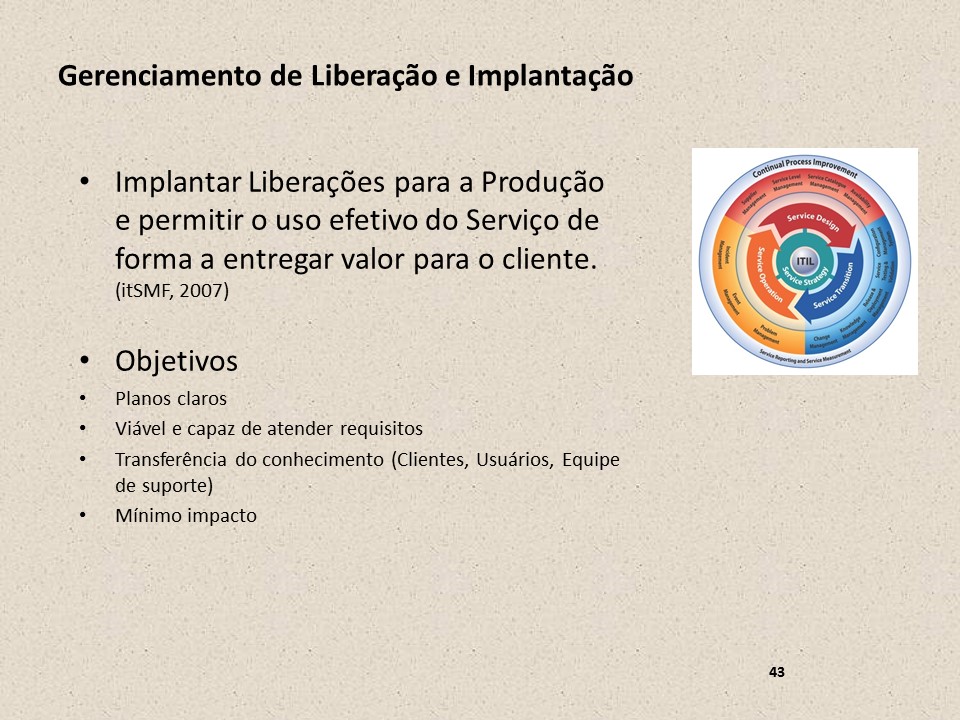 Gerenciamento de Liberação e Implantação
• Implantar Liberações para a Produção
e permitir o uso efetivo do Serviço de
forma a entregar valor para o cliente.
(itSMF, 2007)
• Objetivos
• Planos claros
• Viável e capaz de atender requisitos
• Transferência do conhecimento (Clientes, Usuários, Equipe
de suporte)
• Mínimo impacto
Continual Process Improvement
Supplier
Management
Service Level
Management
Service Catalogue
Management
Availability
Management
Service Design
Service Transition
Service Operation
Service Strategy
ITIL
Incident
Management
Event
Management
Problem
Management
Change
Management
Knowledge
Management
Release &
Deployment
Management
Service Reporting and Service Measurement
43